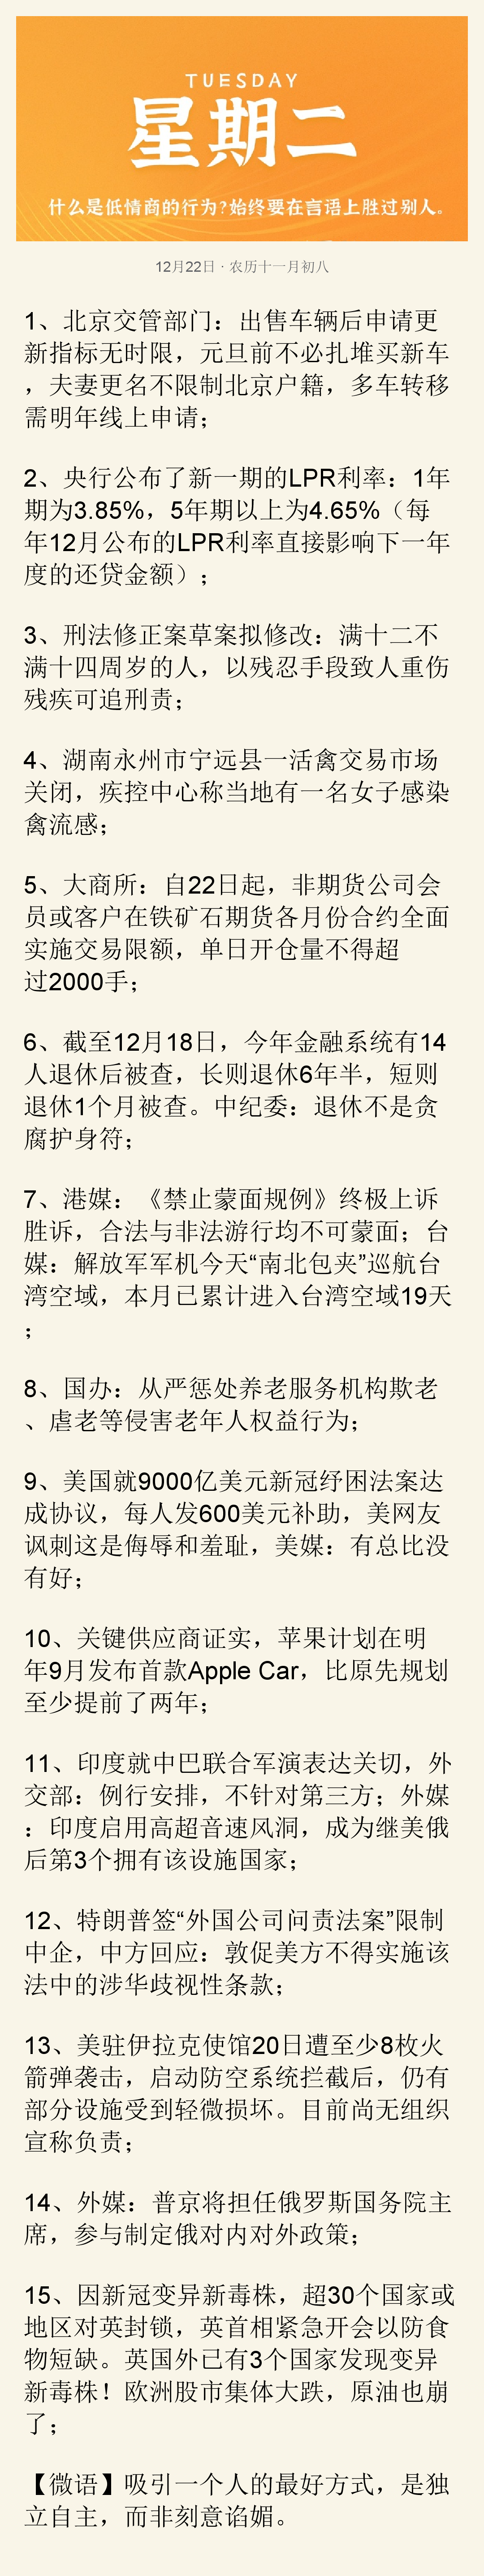 TUESDAY
星期二
什么是低情商的行为?始终要在言语上胜过别人。
12月22日 · 农历十一月初八
1、北京交管部门：出售车辆后申请更
新指标无时限，元旦前不必扎堆买新车
，夫妻更名不限制北京户籍，多车转移
需明年线上申请；
2、央行公布了新一期的LPR利率：1年
期为3.85%，5年期以上为4.65%（每
年12月公布的LPR利率直接影响下一年
度的还贷金额）；
3、刑法修正案草案拟修改：满十二不
满十四周岁的人，以残忍手段致人重伤
残疾可追刑责；
4、湖南永州市宁远县一活禽交易市场
关闭，疾控中心称当地有一名女子感染
禽流感；
5、大商所：自22日起，非期货公司会
员或客户在铁矿石期货各月份合约全面
实施交易限额，单日开仓量不得超
过2000手；
6、截至12月18日，今年金融系统有14
人退休后被查，长则退休6年半，短则
退休1个月被查。中纪委：退休不是贪
腐护身符；
7、港媒：《禁止蒙面规例》终极上诉
胜诉，合法与非法游行均不可蒙面；台
媒：解放军军机今天“南北包夹”巡航台
湾空域，本月已累计进入台湾空域19天
；
8、国办：从严惩处养老服务机构欺老
、虐老等侵害老年人权益行为；
9、美国就9000亿美元新冠纾困法案达
成协议，每人发600美元补助，美网友
讽刺这是侮辱和羞耻，美媒：有总比没
有好；
10、关键供应商证实，苹果计划在明
年9月发布首款Apple Car，比原先规划
至少提前了两年；
11、印度就中巴联合军演表达关切，外
交部：例行安排，不针对第三方；外媒
：印度启用高超音速风洞，成为继美俄
后第3个拥有该设施国家；
12、特朗普签“外国公司问责法案”限制
中企，中方回应：敦促美方不得实施该
法中的涉华歧视性条款；
13、美驻伊拉克使馆20日遭至少8枚火
箭弹袭击，启动防空系统拦截后，仍有
部分设施受到轻微损坏。目前尚无组织
宣称负责；
14、外媒：普京将担任俄罗斯国务院主
席，参与制定俄对内对外政策；
15、因新冠变异新毒株，超30个国家或
地区对英封锁，英首相紧急开会以防食
物短缺。英国外已有3个国家发现变异
新毒株！欧洲股市集体大跌，原油也崩
了；
【微语】吸引一个人的最好方式，是独
立自主，而非刻意谄媚。